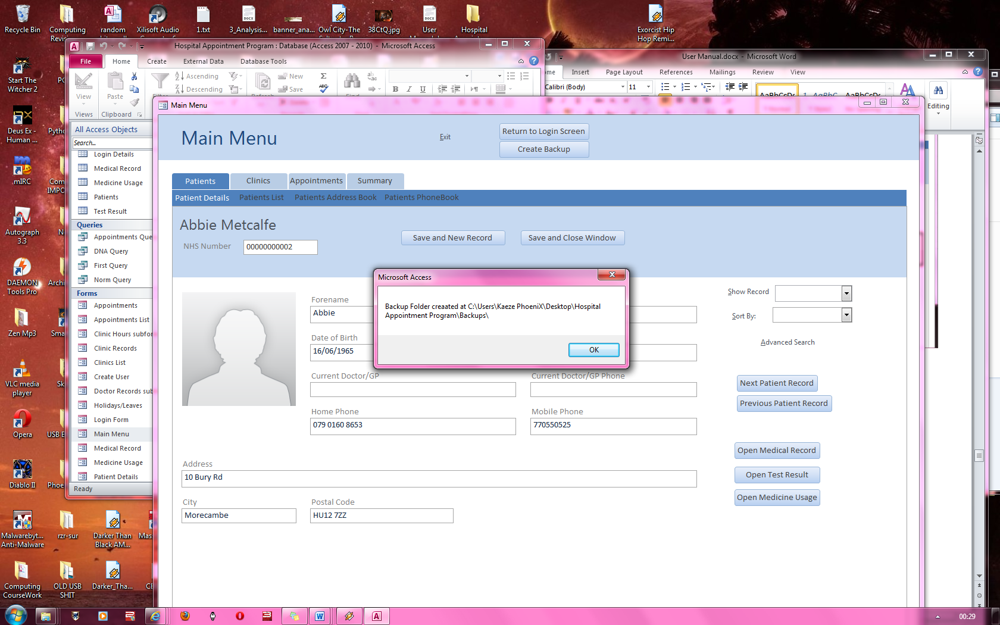 Recycle Bin
Computing
Revis...
random
Xilisoft Audio
1.txt
3_Analysis...
banner_ana...
Owl City-The
38CtQ.jpg
User
Hospital
Exorcist Hip
Hop Remi...
Start The
Witcher 2
Deus Ex -
Human ...
Pytho
mIRC
Com
IMPC
Autograph
3.3
DAEMON
Tools Pro
Archi
Zen Mp3
Sma
VLC media
player
Sk
Opera
USB E
Diablo II
Phoe
Malwarebyt...
Anti-Malware
rzr-sur
Darker Than
Black AM...
Mas
Computing
CourseWork
OLD USB
SHIT
Darker_Tha...
Hospital Appointment Program : Database (Access 2007 - 2010) - Microsoft Access
File
Home
Create
External Data
Database Tools
View
Paste
Ascending
Descending
New
Save
Views
Clipboard
All Access Objects
Search...
Login Details
Medical Record
Medicine Usage
Patients
Test Result
Queries
Appointments Que
DNA Query
First Query
Norm Query
Forms
Appointments
Appointments List
Clinic Hours subfor
Clinic Records
Clinics List
Create User
Doctor Records sub
Holidays/Leaves
Login Form
Main Menu
Medical Record
Medicine Usage
Patient Details
Ready
User Manual.docx - Microsoft Word
ome
Insert
Page Layout
References
Mailings
Review
View
Calibri (Body)
11
Editing
Main Menu
Main Menu
Exit
Return to Login Screen
Create Backup
Patients
Clinics
Appointments
Summary
Patient Details
Patients List
Patients Address Book
Patients PhoneBook
Abbie Metcalfe
NHS Number
00000000002
Save and New Record
Save and Close Window
Microsoft Access
Backup Folder creaated at C:\Users\Kaeze PhoeniX\Desktop\Hospital
Appointment Program\Backups\
OK
Forename
Abbie
Date of Birth
16/06/1965
Current Doctor/GP
Current Doctor/GP Phone
Home Phone
079 0160 8653
Mobile Phone
770550525
Address
10 Bury Rd
City
Morecambe
Postal Code
HU12 7ZZ
Show Record
Sort By:
Advanced Search
Next Patient Record
Previous Patient Record
Open Medical Record
Open Test Result
Open Medicine Usage
00:29